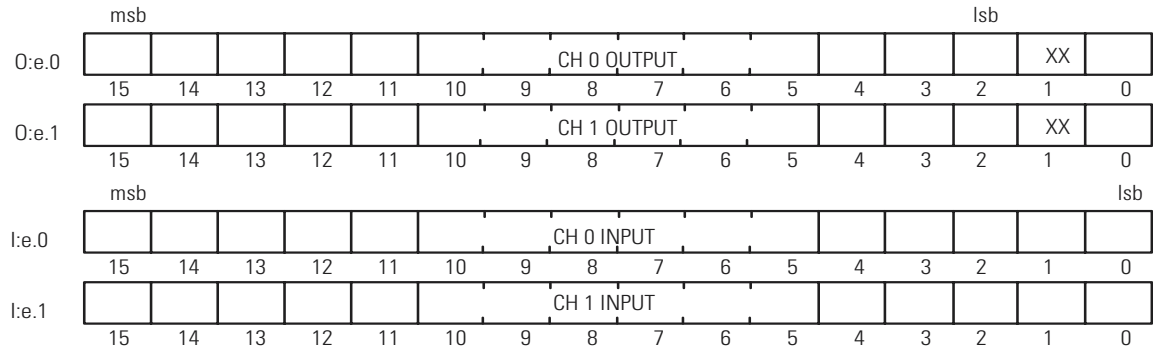 msb lsb
O:e.0 CH 0 OUTPUT XX
15 14 13 12 11 10 9 8 7 6 5 4 3 2 1 0
O:e.1 CH 1 OUTPUT XX
15 14 13 12 11 10 9 8 7 6 5 4 3 2 1 0
msb lsb
I:e.0 CH 0 INPUT
15 14 13 12 11 10 9 8 7 6 5 4 3 2 1 0
I:e.1 CH 1 INPUT
15 14 13 12 11 10 9 8 7 6 5 4 3 2 1 0